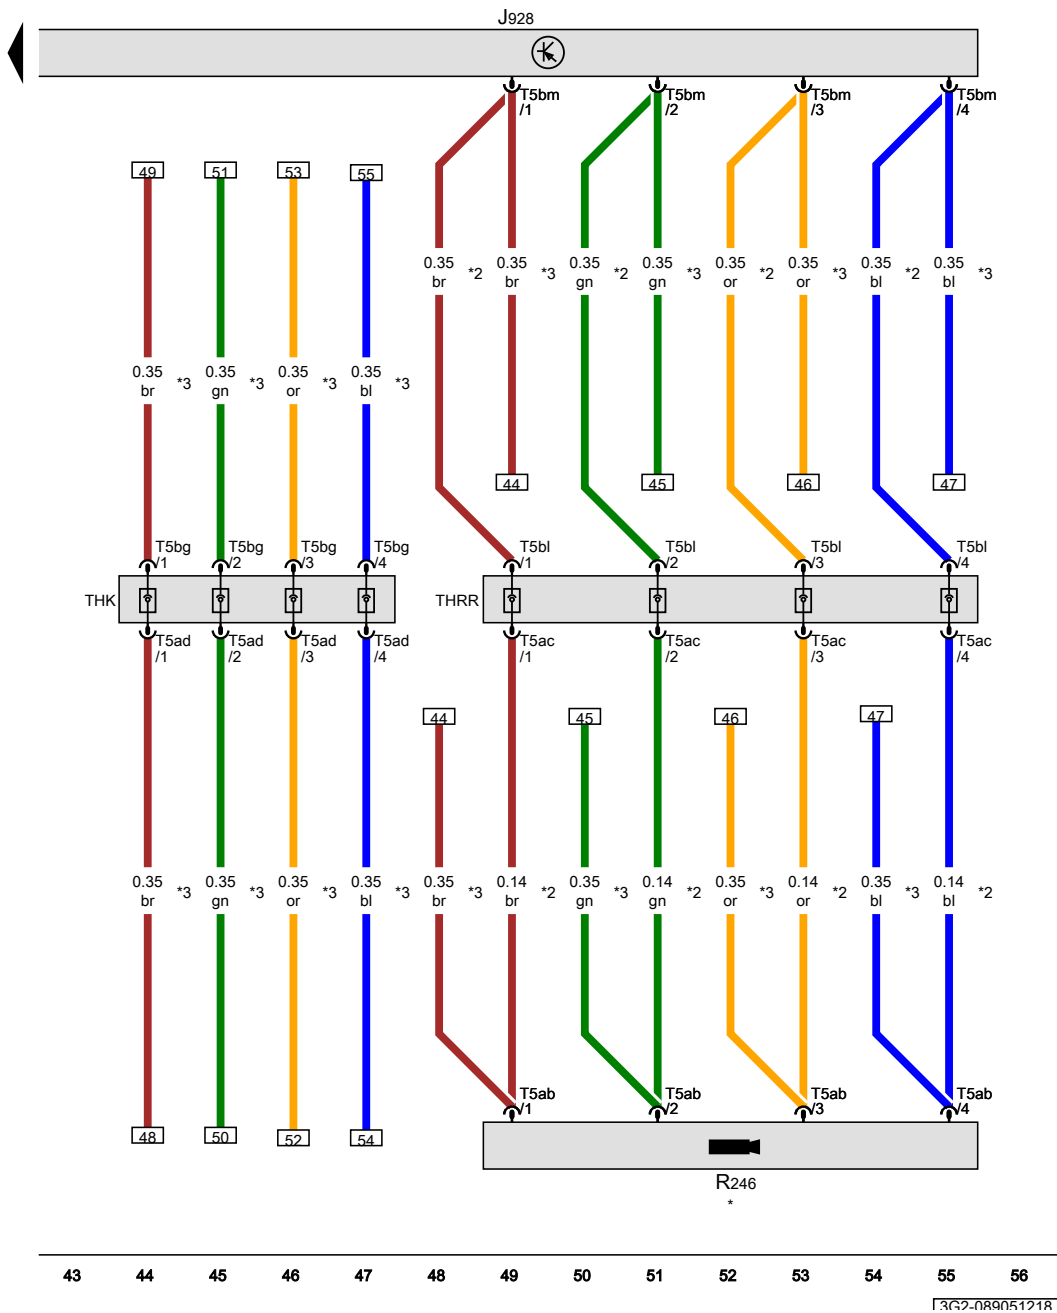 J928
T5bm T5bm T5bm T5bm
/1 /2 /3 /4
49 51 53 55
0.35 0.35 0.35 0.35 0.35 0.35 0.35 0.35
*2 *3 *2 *3 *2 *3 *2 *3
br br gn gn or or bl bl
0.35 0.35 0.35 0.35
*3 *3 *3 *3
br gn or bl
44 45 46 47
T5bg T5bg T5bg T5bg T5bl T5bl T5bl T5bl
/1 /2 /3 /4 /1 /2 /3 /4
THK THRR
T5ad T5ad T5ad T5ad T5ac T5ac T5ac T5ac
/1 /2 /3 /4 /1 /2 /3 /4
44 45 46 47
0.35 0.35 0.35 0.35 0.35 0.14 0.35 0.14 0.35 0.14 0.35 0.14
*3 *3 *3 *3 *3 *2 *3 *2 *3 *2 *3 *2
br gn or bl br br gn gn or or bl bl
T5ab T5ab T5ab T5ab
/1 /2 /3 /4
48 50 52 54
R246
*
43 44 45 46 47 48 49 50 51 52 53 54 55 56
3G2-089051218